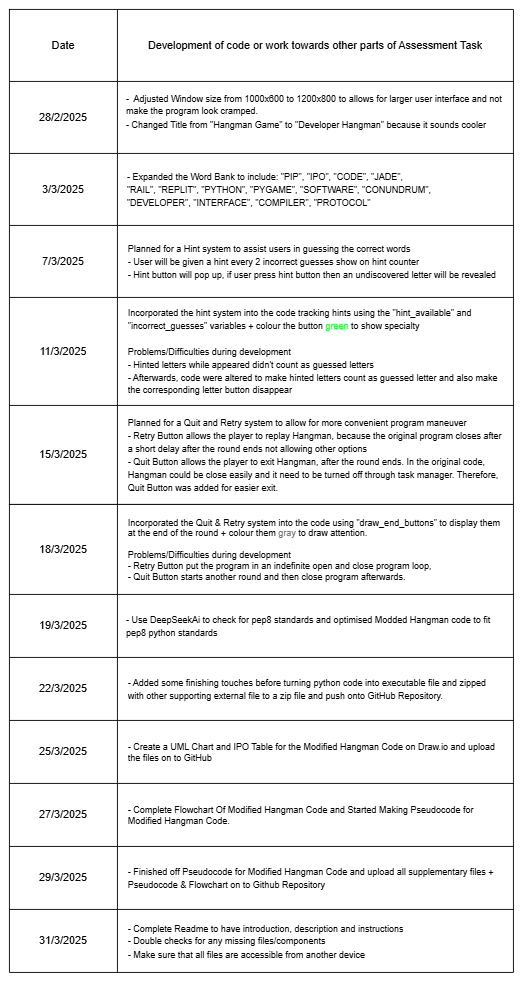 Date
Development of code or work towards other parts of Assessment Task
28/2/2025
- Adjusted Window size from 1000x600 to 1200x800 to allows for larger user interface and not
make the program look cramped.
- Changed Title from "Hangman Game" to "Developer Hangman" because it sounds cooler
3/3/2025
- Expanded the Word Bank to include: "PIP", "IPO", "CODE", "JADE",
"RAIL", "REPLIT", "PYTHON", "PYGAME", "SOFTWARE", "CONUNDRUM",
"DEVELOPER", "INTERFACE", "COMPILER", "PROTOCOL"
7/3/2025
Planned for a Hint system to assist users in guessing the correct words
- User will be given a hint every 2 incorrect guesses show on hint counter
- Hint button will pop up, if user press hint button then an undiscovered letter will be revealed
11/3/2025
Incorporated the hint system into the code tracking hints using the "hint_available" and
"incorrect_guesses" variables + colour the button green to show specialty
Problems/Difficulties during development
- Hinted letters while appeared didn't count as guessed letters
- Afterwards, code were altered to make hinted letters count as guessed letter and also make
the corresponding letter button disappear
15/3/2025
Planned for a Quit and Retry system to allow for more convenient program maneuver
- Retry Button allows the player to replay Hangman, because the original program closes after
a short delay after the round ends not allowing other options
- Quit Button allows the player to exit Hangman, after the round ends. In the original code,
Hangman could be close easily and it need to be turned off through task manager. Therefore,
Quit Button was added for easier exit.
18/3/2025
Incorporated the Quit & Retry system into the code using "draw_end_buttons" to display them
at the end of the round + colour them gray to draw attention.
Problems/Difficulties during development
- Retry Button put the program in an indefinite open and close program loop,
- Quit Button starts another round and then close program afterwards.
19/3/2025
- Use DeepSeekAi to check for pep8 standards and optimised Modded Hangman code to fit
pep8 python standards
22/3/2025
- Added some finishing touches before turning python code into executable file and zipped
with other supporting external file to a zip file and push onto GitHub Repository.
25/3/2025
- Create a UML Chart and IPO Table for the Modified Hangman Code on Draw.io and upload
the files on to GitHub
27/3/2025
- Complete Flowchart Of Modified Hangman Code and Started Making Pseudocode for
Modified Hangman Code.
29/3/2025
- Finished off Pseudocode for Modified Hangman Code and upload all supplementary files +
Pseudocode & Flowchart on to Github Repository
31/3/2025
- Complete Readme to have introduction, description and instructions
- Double checks for any missing files/components
- Make sure that all files are accessible from another device